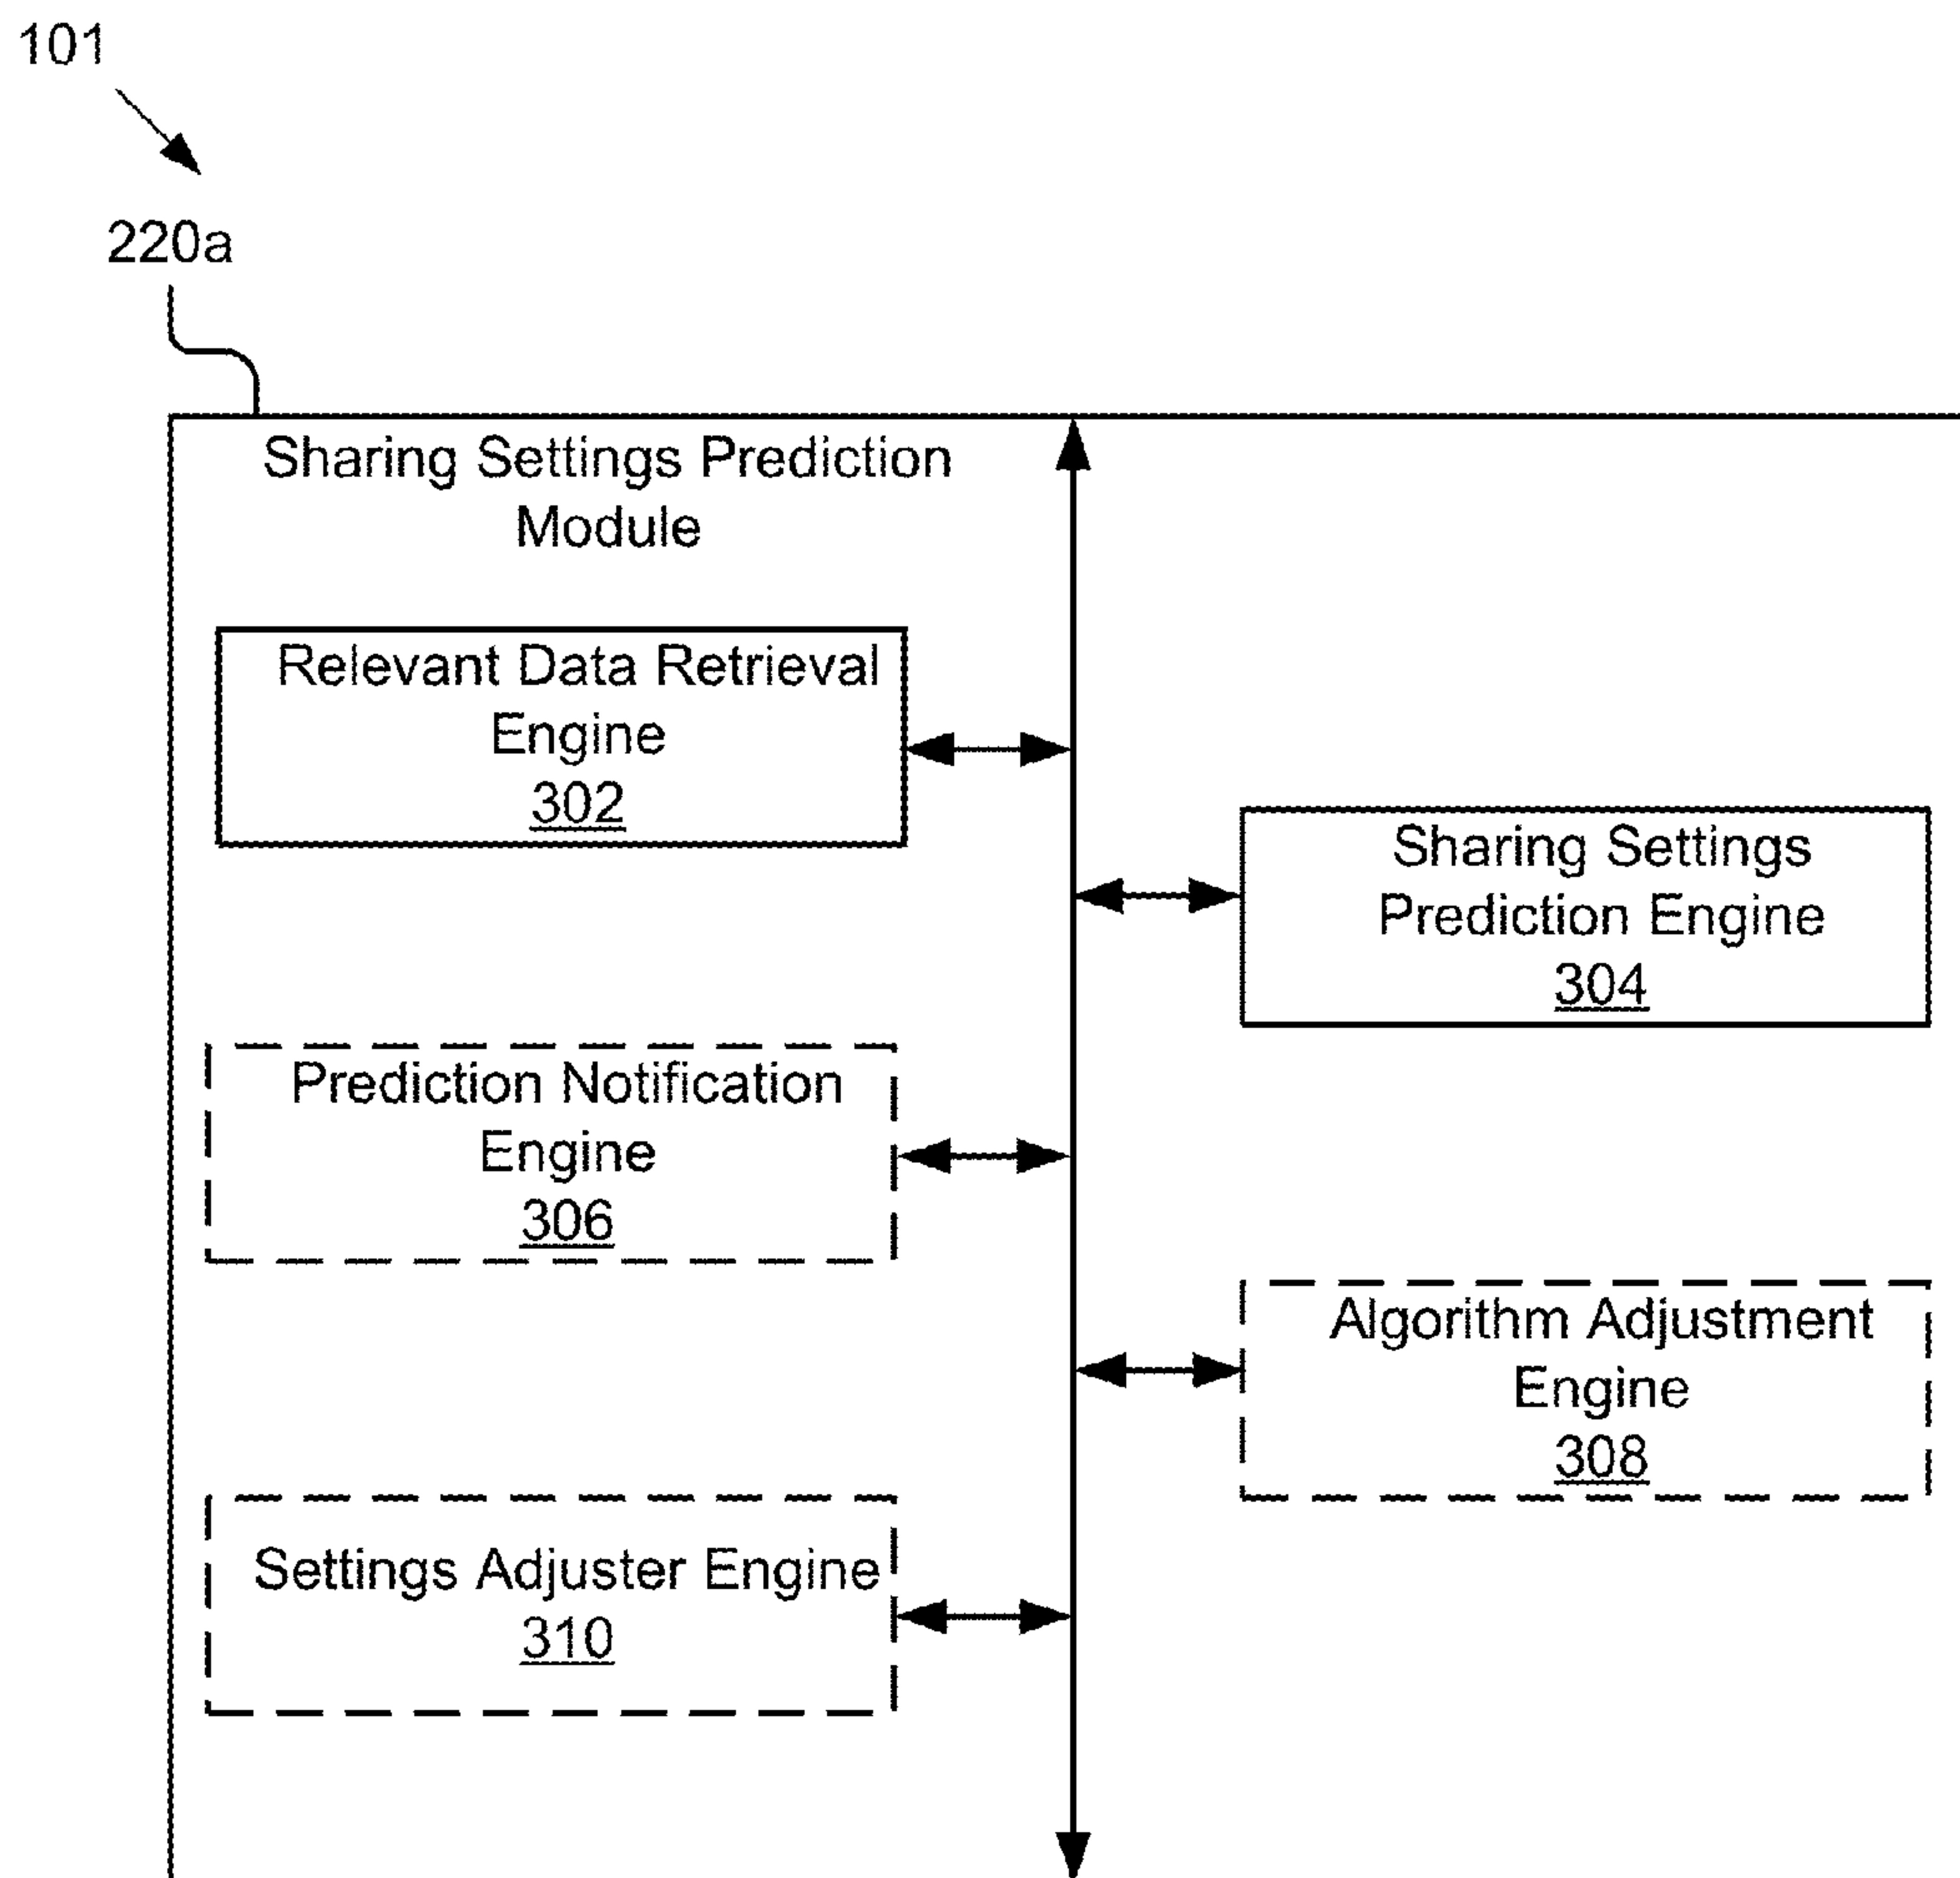 101
220a
Sharing Settings Prediction
Module
Relevant Data Retrieval
Engine
302
Sharing Settings
Prediction Engine
304
Prediction Notification
Engine
306
Algorithm Adjustment
Engine
308
Settings Adjuster Engine
310